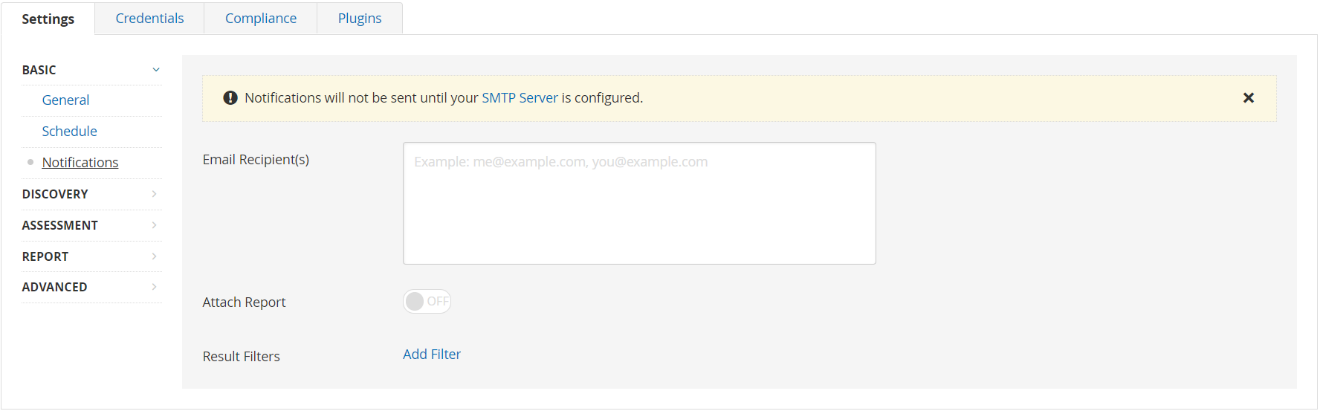 Settings
Credentials
Compliance
Plugins
BASIC
General
Schedule
Notifications
DISCOVERY
ASSESSMENT
REPORT
ADVANCED
Notifications will not be sent until your SMTP Server is configured.
Email Recipient(s)
Example: me@example.com, you@example.com
Attach Report
OFF
Result Filters
Add Filter